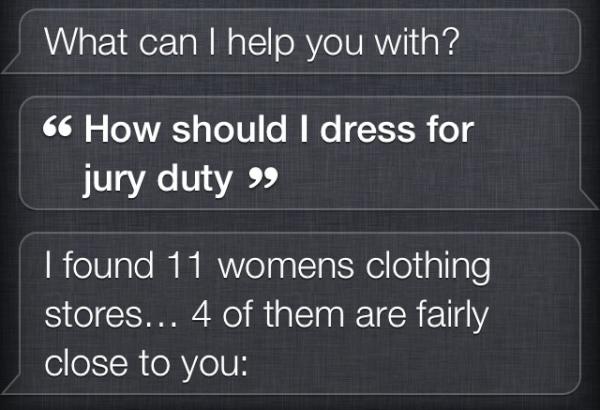 What can I help you with?
“ How should I dress for
jury duty ”
I found 11 womens clothing
stores... 4 of them are fairly
close to you: